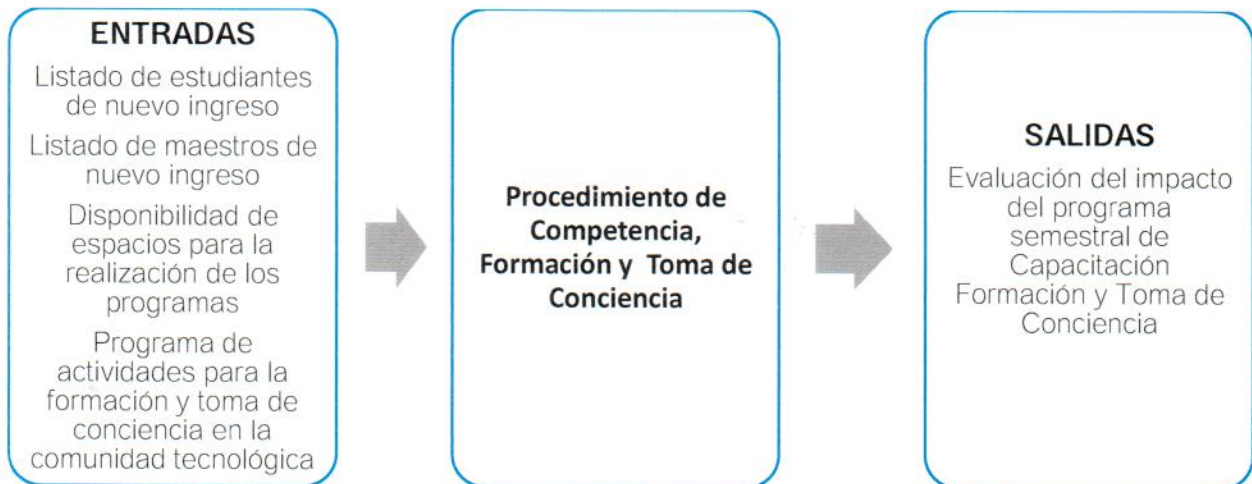 ENTRADAS
Listado de estudiantes
de nuevo ingreso
Listado de maestros de
nuevo ingreso
Disponibilidad de
espacios para la
realización de los
programas
Programa de
actividades para la
formación y toma de
conciencia en la
comunidad tecnológica
Procedimiento de
Competencia,
Formación y Toma de
Conciencia
SALIDAS
Evaluación del impacto
del programa
semestral de
Capacitación
Formación y Toma de
Conciencia